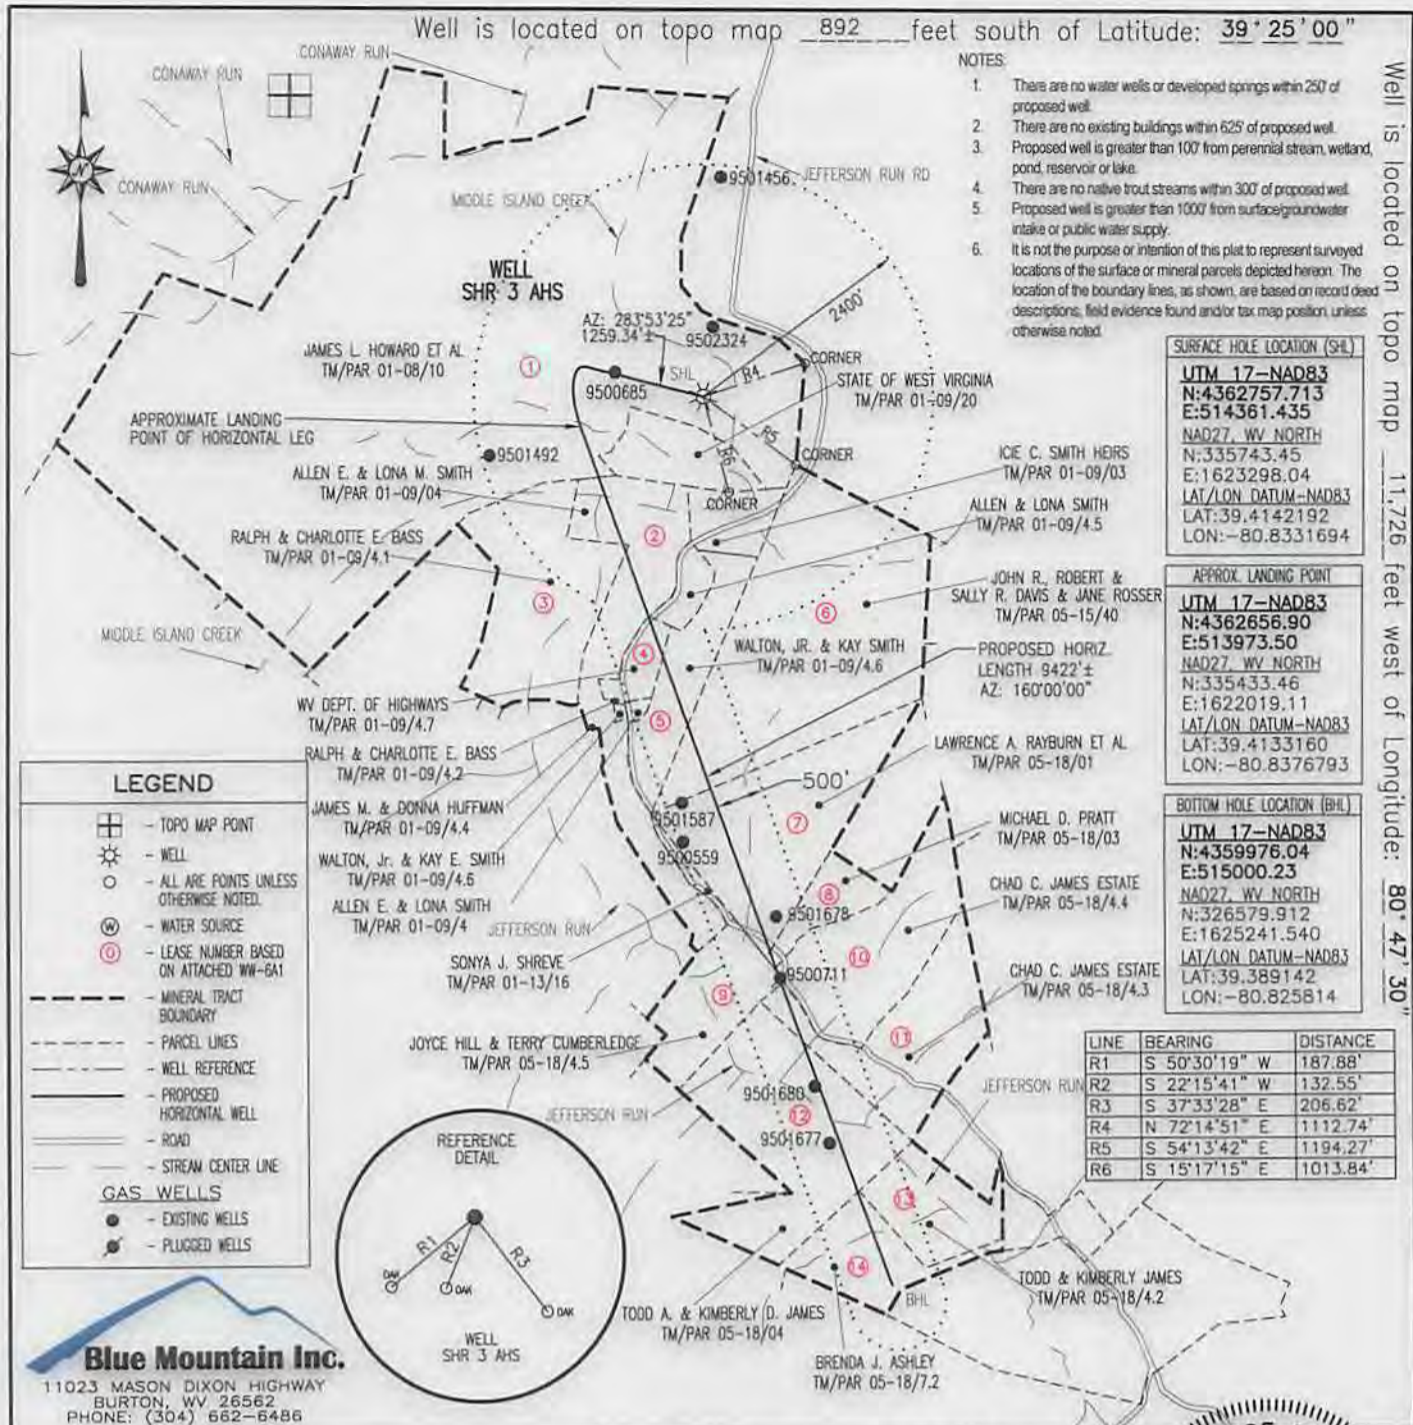 Well is located on topo map 892 feet south of Latitude: 39°25'00"
Well is located on topo map 11,726 feet west of Longitude: 80°47'30"
NOTES:
1. There are no water wells or developed springs within 250' of
proposed well.
2. There are no existing buildings within 625' of proposed well.
3. Proposed well is greater than 100' from perennial stream, wetland,
pond, reservoir or lake.
4. There are no native trout streams within 300' of proposed well.
5. Proposed well is greater than 1000' from surface/groundwater
intake or public water supply.
6. It is not the purpose or intention of this plat to represent surveyed
locations of the surface or mineral parcels depicted hereon. The
location of the boundary lines, as shown, are based on record deed
descriptions, field evidence found and/or tax map position, unless
otherwise noted.
CONAWAY RUN
CONAWAY RUN
CONAWAY RUN
N
MIDDLE ISLAND CREEK
9501456
JEFFERSON RUN RD
WELL
SHR 3 AHS
2400'
AZ: 283°53'25"
1259.34'±
9502324
JAMES L. HOWARD ET AL
TM/PAR 01-08/10
1
9500685
SHL
R4
CORNER
STATE OF WEST VIRGINIA
TM/PAR 01-09/20
APPROXIMATE LANDING
POINT OF HORIZONTAL LEG
R5
R6
CORNER
CORNER
9501492
ALLEN E. & LONA M. SMITH
TM/PAR 01-09/04
ICIE C. SMITH HEIRS
TM/PAR 01-09/03
ALLEN & LONA SMITH
TM/PAR 01-09/4.5
RALPH & CHARLOTTE E. BASS
TM/PAR 01-09/4.1
2
3
6
JOHN R., ROBERT &
SALLY R. DAVIS & JANE ROSSER
TM/PAR 05-15/40
MIDDLE ISLAND CREEK
4
WALTON, JR. & KAY SMITH
TM/PAR 01-09/4.6
PROPOSED HORIZ.
LENGTH 9422'±
AZ: 160°00'00"
WV DEPT. OF HIGHWAYS
TM/PAR 01-09/4.7
5
RALPH & CHARLOTTE E. BASS
TM/PAR 01-09/4.2
LAWRENCE A. RAYBURN ET AL
TM/PAR 05-18/01
500'
JAMES M. & DONNA HUFFMAN
TM/PAR 01-09/4.4
9501587
7
9500559
MICHAEL D. PRATT
TM/PAR 05-18/03
WALTON, Jr. & KAY E. SMITH
TM/PAR 01-09/4.6
8
CHAD C. JAMES ESTATE
TM/PAR 05-18/4.4
ALLEN E. & LONA SMITH
TM/PAR 01-09/4
9501678
JEFFERSON RUN
SONYA J. SHREVE
TM/PAR 01-13/16
10
9500711
CHAD C. JAMES ESTATE
TM/PAR 05-18/4.3
9
11
JOYCE HILL & TERRY CUMBERLEDGE
TM/PAR 05-18/4.5
JEFFERSON RUN
9501680
JEFFERSON RUN
12
9501677
13
14
BHL
TODD & KIMBERLY JAMES
TM/PAR 05-18/4.2
TODD A. & KIMBERLY D. JAMES
TM/PAR 05-18/04
BRENDA J. ASHLEY
TM/PAR 05-18/7.2
SURFACE HOLE LOCATION (SHL)
UTM 17-NAD83
N:4362757.713
E:514361.435
NAD27, WV NORTH
N:335743.45
E:1623298.04
LAT/LON DATUM-NAD83
LAT:39.4142192
LON:-80.8331694
APPROX. LANDING POINT
UTM 17-NAD83
N:4362656.90
E:513973.50
NAD27, WV NORTH
N:335433.46
E:1622019.11
LAT/LON DATUM-NAD83
LAT:39.4133160
LON:-80.8376793
BOTTOM HOLE LOCATION (BHL)
UTM 17-NAD83
N:4359976.04
E:515000.23
NAD27, WV NORTH
N:326579.912
E:1625241.540
LAT/LON DATUM-NAD83
LAT:39.389142
LON:-80.825814
LINE BEARING DISTANCE
R1 S 50°30'19" W 187.88'
R2 S 22°15'41" W 132.55'
R3 S 37°33'28" E 206.62'
R4 N 72°14'51" E 1112.74'
R5 S 54°13'42" E 1194.27'
R6 S 15°17'15" E 1013.84'
LEGEND
- TOPO MAP POINT
- WELL
- ALL ARE POINTS UNLESS
OTHERWISE NOTED.
W - WATER SOURCE
0 - LEASE NUMBER BASED
ON ATTACHED WW-6A1
- MINERAL TRACT
BOUNDARY
- PARCEL LINES
- WELL REFERENCE
- PROPOSED
HORIZONTAL WELL
- ROAD
- STREAM CENTER LINE
GAS WELLS
- EXISTING WELLS
- PLUGGED WELLS
REFERENCE
DETAIL
R1
R2
R3
OAK
OAK
OAK
WELL
SHR 3 AHS
Blue Mountain Inc.
11023 MASON DIXON HIGHWAY
BURTON, WV 26562
PHONE: (304) 662-6486